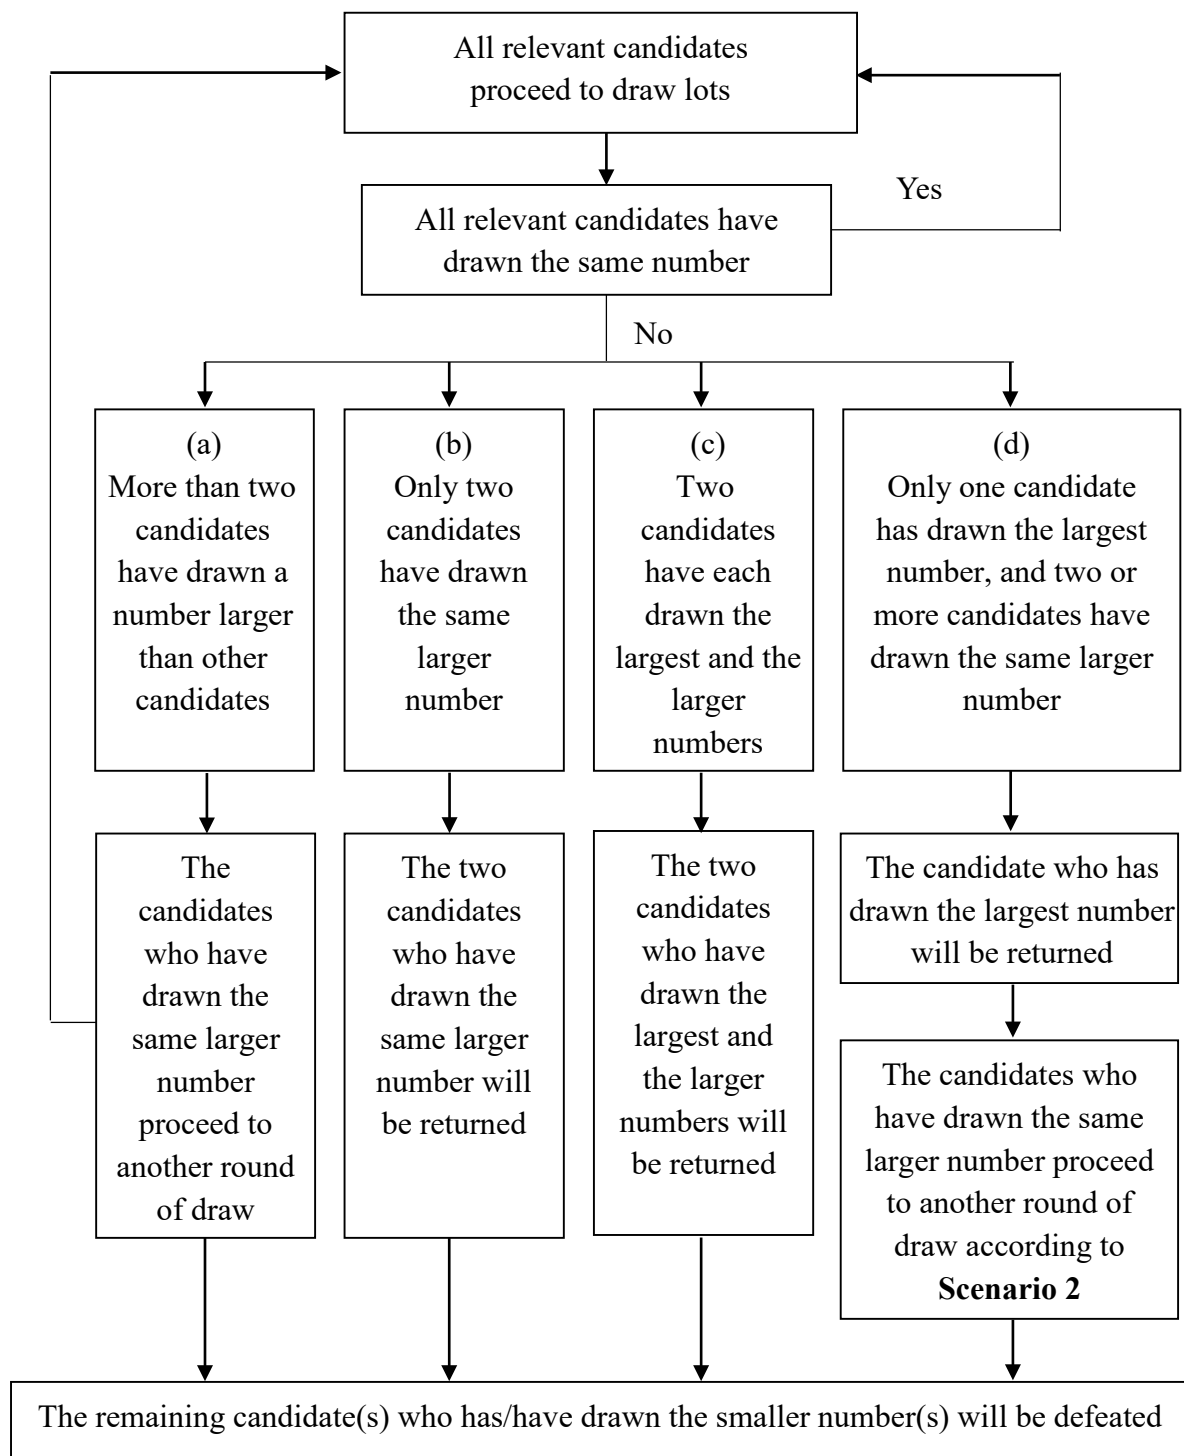 All relevant candidates
proceed to draw lots
Yes
All relevant candidates have
drawn the same number
No
(a)
More than two
candidates
have drawn a
number larger
than other
candidates
(b)
Only two
candidates
have drawn
the same
larger
number
(c)
Two
candidates
have each
drawn the
largest and the
larger
numbers
(d)
Only one candidate
has drawn the largest
number, and two or
more candidates have
drawn the same larger
number
The
candidates
who have
drawn the
same larger
number
proceed to
another round
of draw
The two
candidates
who have
drawn the
same larger
number will
be returned
The two
candidates
who have
drawn the
largest and
the larger
numbers will
be returned
The candidate who has
drawn the largest number
will be returned
The candidates who
have drawn the same
larger number proceed
to another round of
draw according to
Scenario 2
The remaining candidate(s) who has/have drawn the smaller number(s) will be defeated